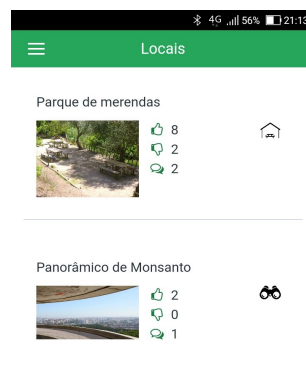 4G 56% 21:13
Locais
Parque de merendas
8
2
2
Panorâmico de Monsanto
2
0
1